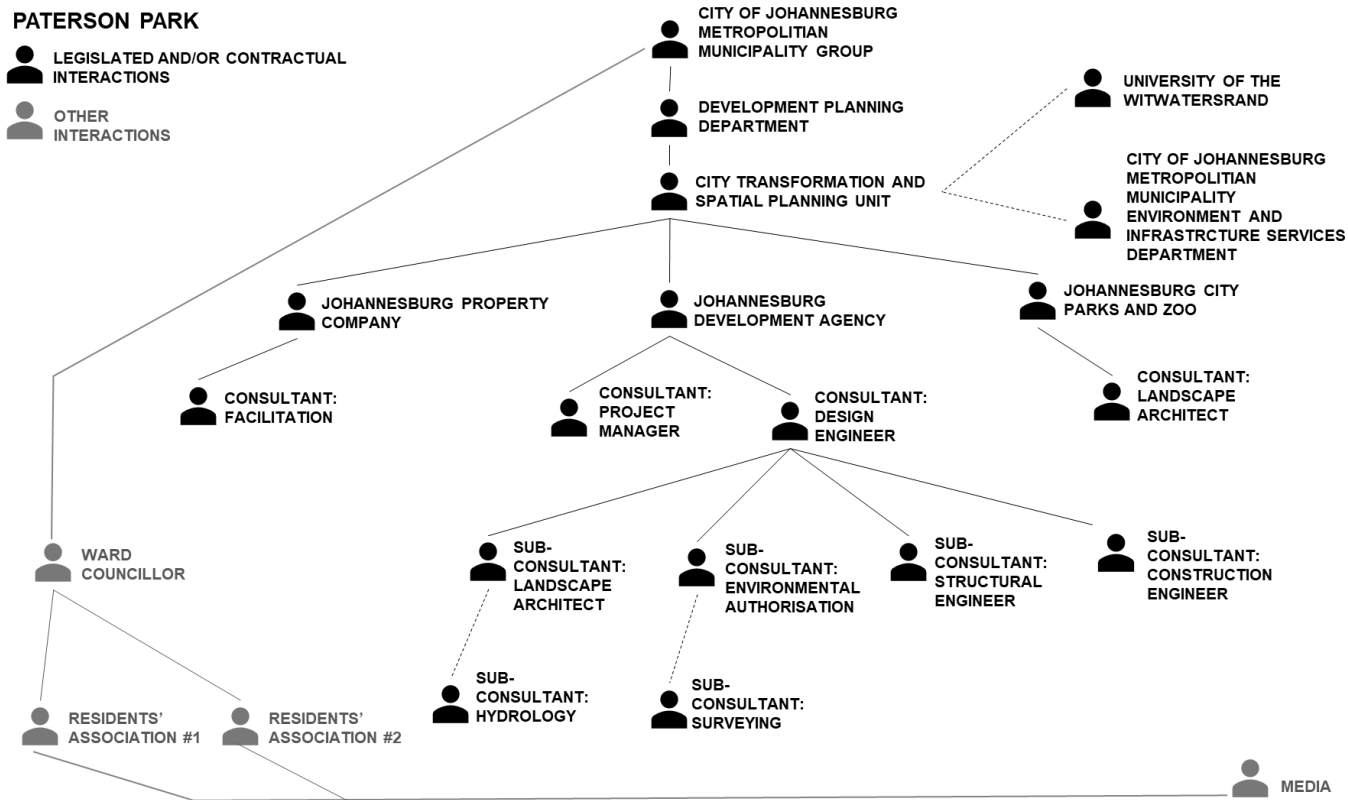 PATERSON PARK
LEGISLATED AND/OR CONTRACTUAL
INTERACTIONS
OTHER
INTERACTIONS
CITY OF JOHANNESBURG
METROPOLITIAN
MUNICIPALITY GROUP
DEVELOPMENT PLANNING
DEPARTMENT
CITY TRANSFORMATION AND
SPATIAL PLANNING UNIT
UNIVERSITY OF THE
WITWATERSRAND
CITY OF JOHANNESBURG
METROPOLITIAN
MUNICIPALITY
ENVIRONMENT AND
INFRASTRCTURE SERVICES
DEPARTMENT
JOHANNESBURG PROPERTY
COMPANY
JOHANNESBURG
DEVELOPMENT AGENCY
JOHANNESBURG CITY
PARKS AND ZOO
CONSULTANT:
FACILITATION
CONSULTANT:
PROJECT
MANAGER
CONSULTANT:
DESIGN
ENGINEER
CONSULTANT:
LANDSCAPE
ARCHITECT
WARD
COUNCILLOR
SUB-
CONSULTANT:
LANDSCAPE
ARCHITECT
SUB-
CONSULTANT:
ENVIRONMENTAL
AUTHORISATION
SUB-
CONSULTANT:
STRUCTURAL
ENGINEER
SUB-
CONSULTANT:
CONSTRUCTION
ENGINEER
RESIDENTS’
ASSOCIATION #1
RESIDENTS’
ASSOCIATION #2
SUB-
CONSULTANT:
HYDROLOGY
SUB-
CONSULTANT:
SURVEYING
MEDIA